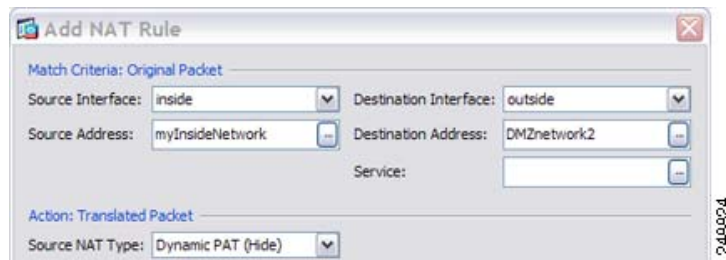 Add NAT Rule
Match Criteria: Original Packet
Source Interface: inside Destination Interface: outside
Source Address: myInsideNetwork ... Destination Address: DMZnetwork2 ...
Service: ...
Action: Translated Packet
Source NAT Type: Dynamic PAT (Hide)
248824